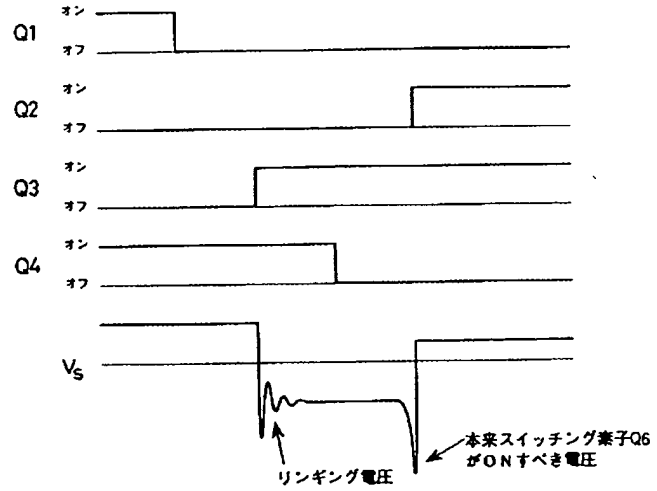 オン
Q1
オフ
オン
Q2
オフ
オン
Q3
オフ
オン
Q4
オフ
VS
本来スイッチング素子Q6
がONすべき電圧
リンギング電圧